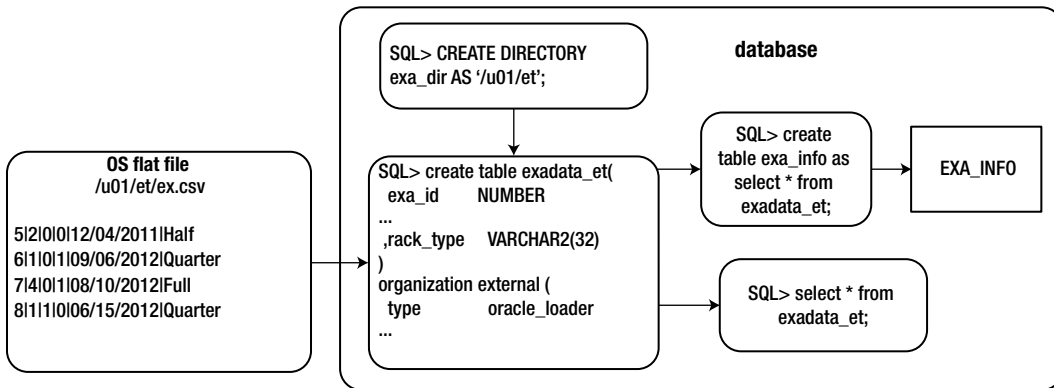 database
SQL> CREATE DIRECTORY
exa_dir AS ‘/u01/et’;
OS flat file
/u01/et/ex.csv
5|2|0|0|12/04/2011|Half
6|1|0|1|09/06/2012|Quarter
7|4|0|1|08/10/2012|Full
8|1|1|0|06/15/2012|Quarter
SQL> create table exadata_et(
exa_id NUMBER
...
,rack_type VARCHAR2(32)
)
organization external (
type oracle_loader
...
SQL> create
table exa_info as
select * from
exadata_et;
EXA_INFO
SQL> select * from
exadata_et;